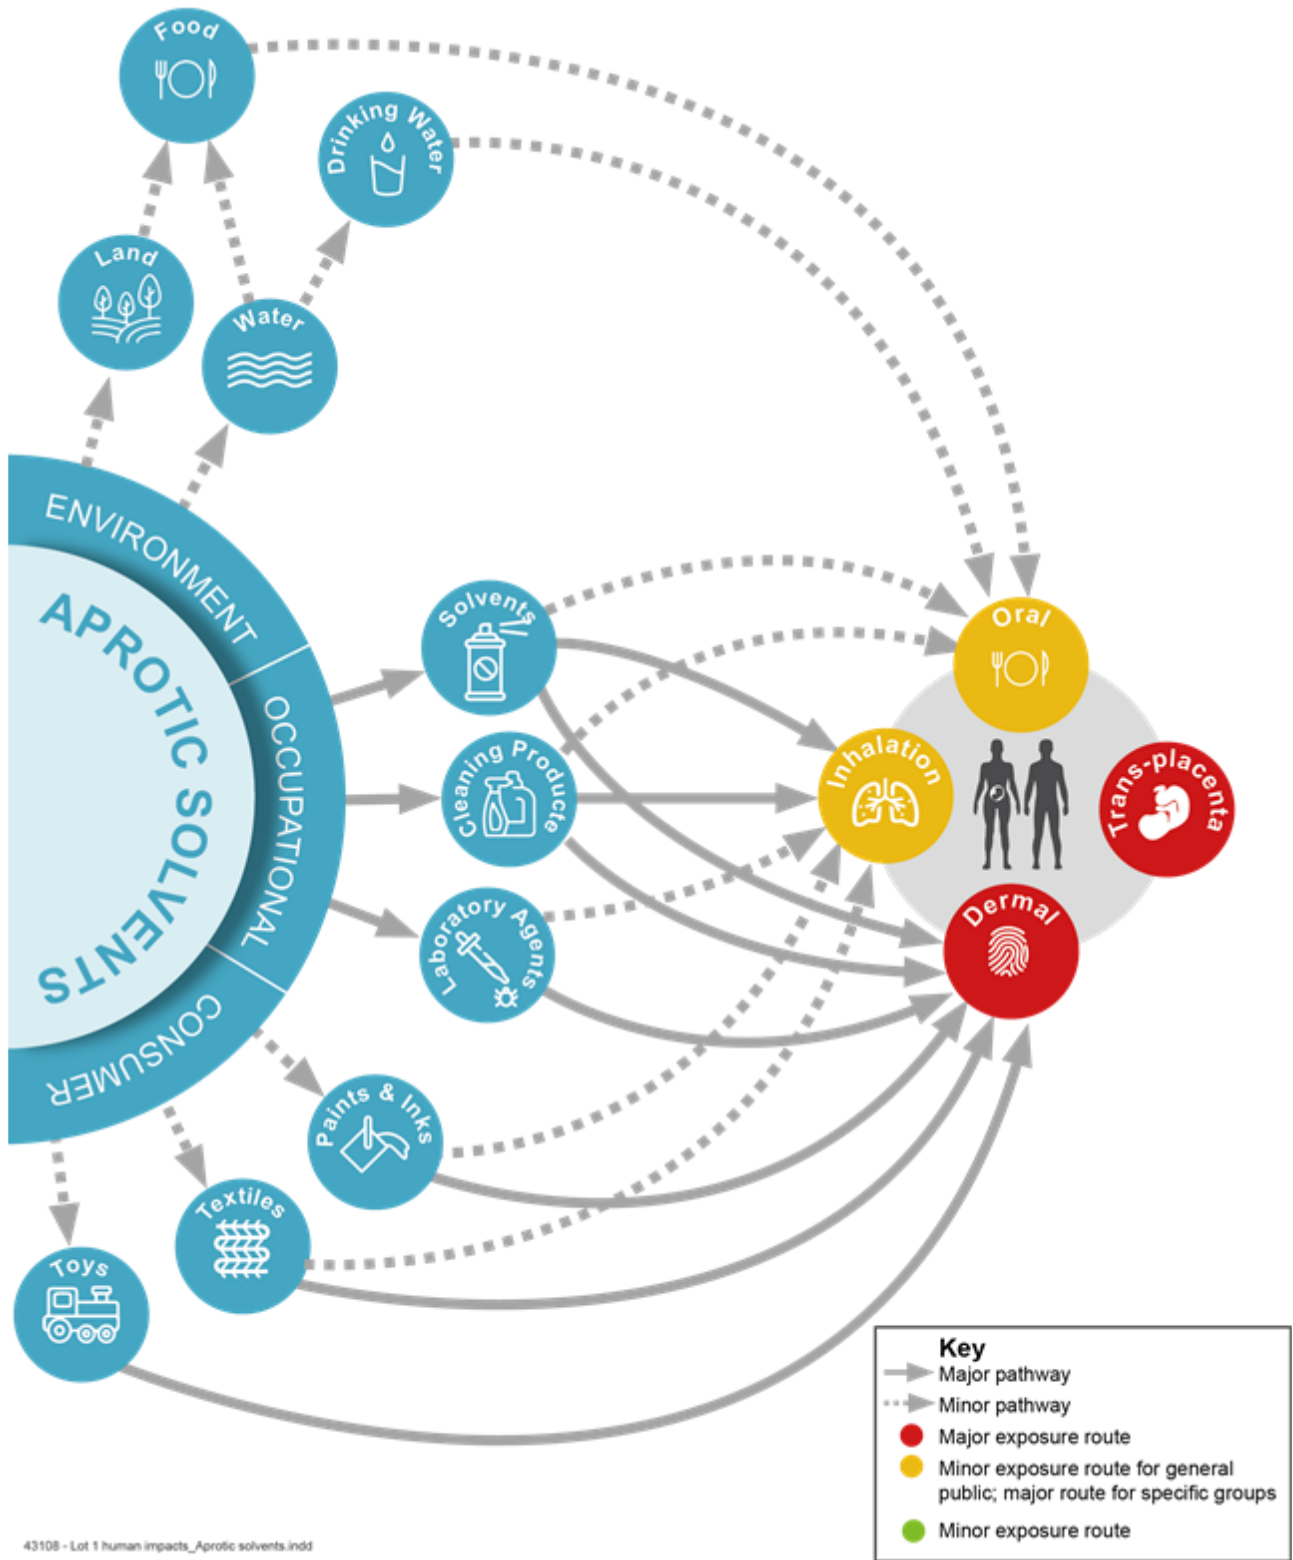 Food
Drinking Water
Land
Water
ENVIRONMENT
APROTIC SOLVENTS
OCCUPATIONAL
CONSUMER
Solvents
Cleaning Producte
Laboratory Agents
Paints & Inks
Textiles
Toys
Oral
Inhalation
Trans-placenta
Dermal
Key
Major pathway
Minor pathway
Major exposure route
Minor exposure route for general
public; major route for specific groups
Minor exposure route
43108 - Lot 1 human impacts_Aprotic solvents.indd